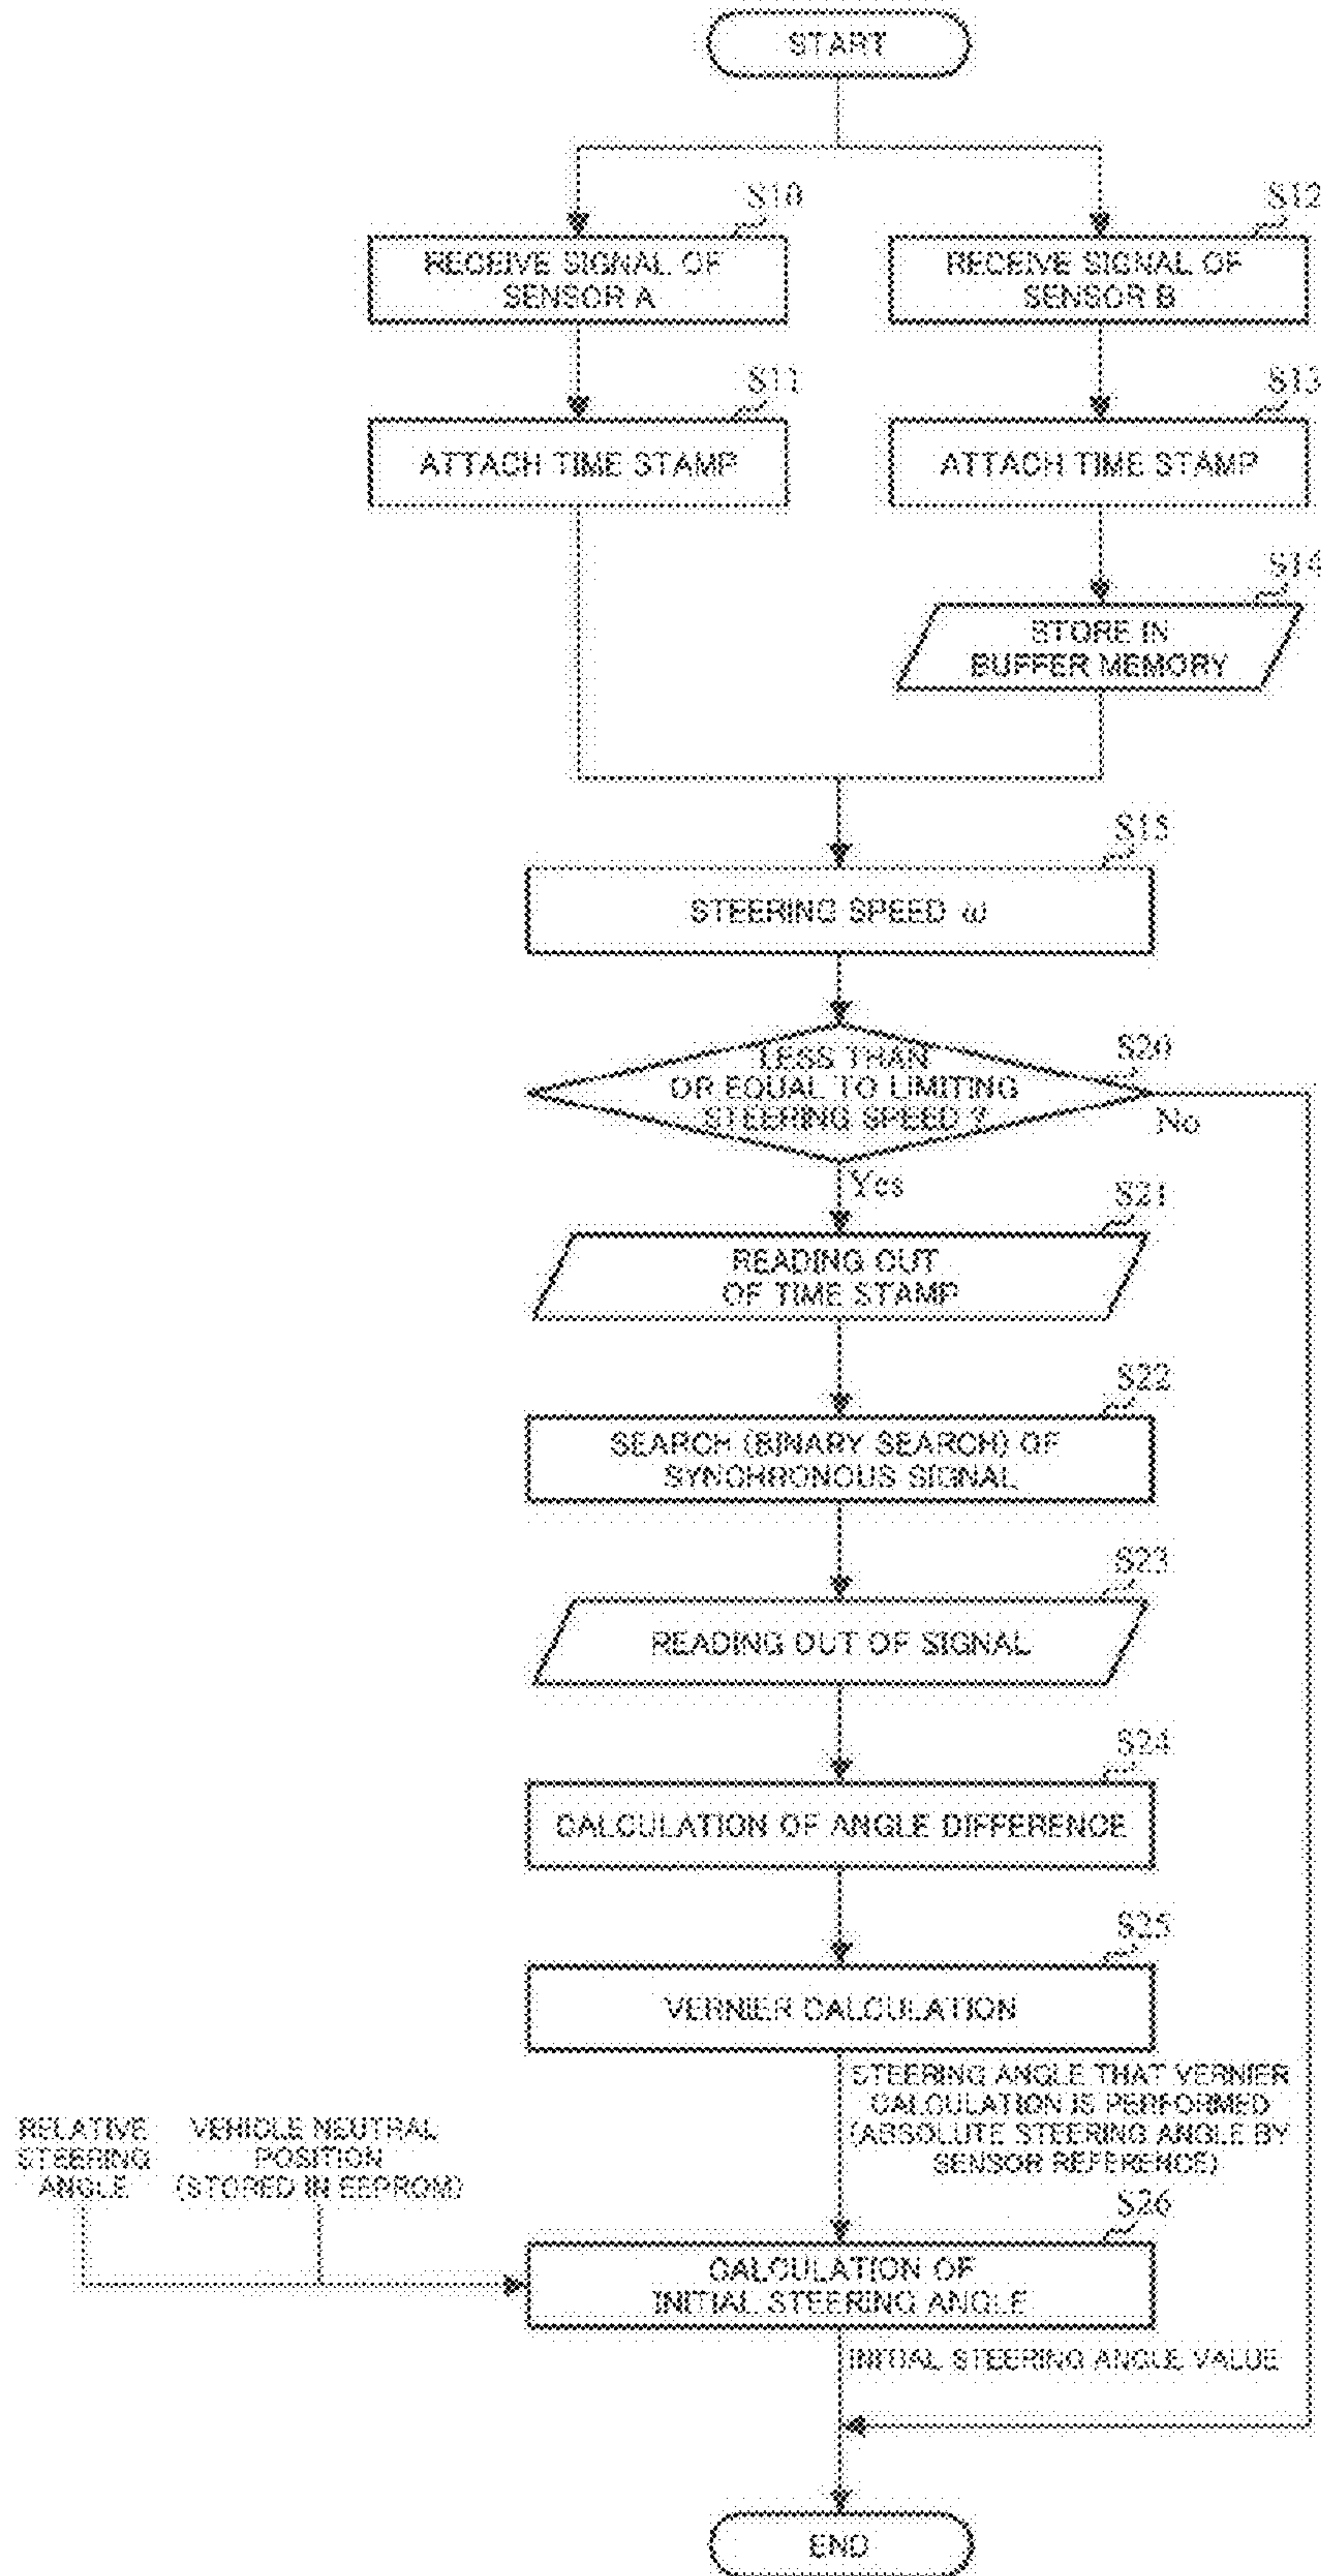 START
S10
RECEIVE SIGNAL OF
SENSOR A
S12
RECEIVE SIGNAL OF
SENSOR B
S11
ATTACH TIME STAMP
S13
ATTACH TIME STAMP
S14
STORE IN
BUFFER MEMORY
S15
STEERING SPEED ω
S20
LESS THAN
OR EQUAL TO LIMITING
STEERING SPEED ?
No
Yes
S21
READING OUT
OF TIME STAMP
S22
SEARCH (BINARY SEARCH) OF
SYNCHRONOUS SIGNAL
S23
READING OUT OF SIGNAL
S24
CALCULATION OF ANGLE DIFFERENCE
S25
VERNIER CALCULATION
STEERING ANGLE THAT VERNIER
CALCULATION IS PERFORMED
(ABSOLUTE STEERING ANGLE BY
SENSOR REFERENCE)
RELATIVE
STEERING
ANGLE
VEHICLE NEUTRAL
POSITION
(STORED IN EEPROM)
S26
CALCULATION OF
INITIAL STEERING ANGLE
INITIAL STEERING ANGLE VALUE
END